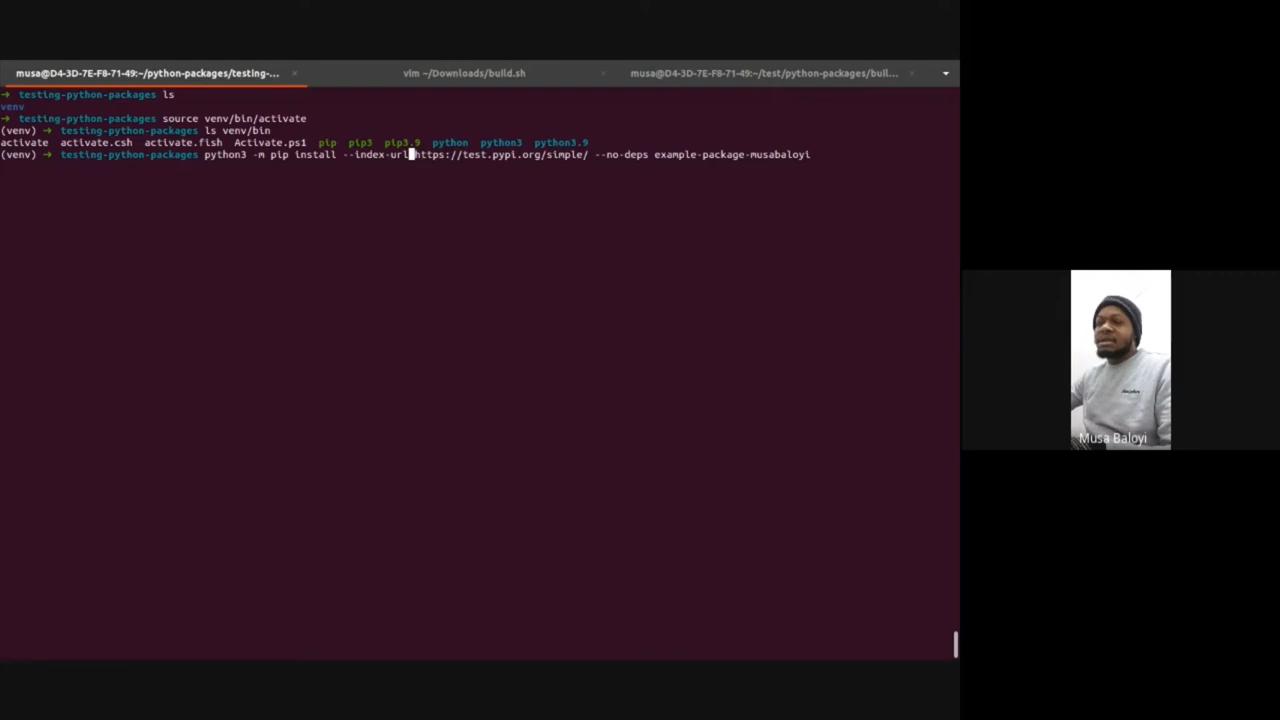 musa@D4-3D-7E-F8-71-49:~/python-packages/testing-... × vim ~/Downloads/build.sh × musa@D4-3D-7E-F8-71-49:~/test/python-packages/buil... ×
→ testing-python-packages ls
venv
→ testing-python-packages source venv/bin/activate
(venv) → testing-python-packages ls venv/bin
activate activate.csh activate.fish Activate.ps1 pip pip3 pip3.9 python python3 python3.9
(venv) → testing-python-packages python3 -m pip install --index-url https://test.pypi.org/simple/ --no-deps example-package-musabaloyi
Musa Baloyi